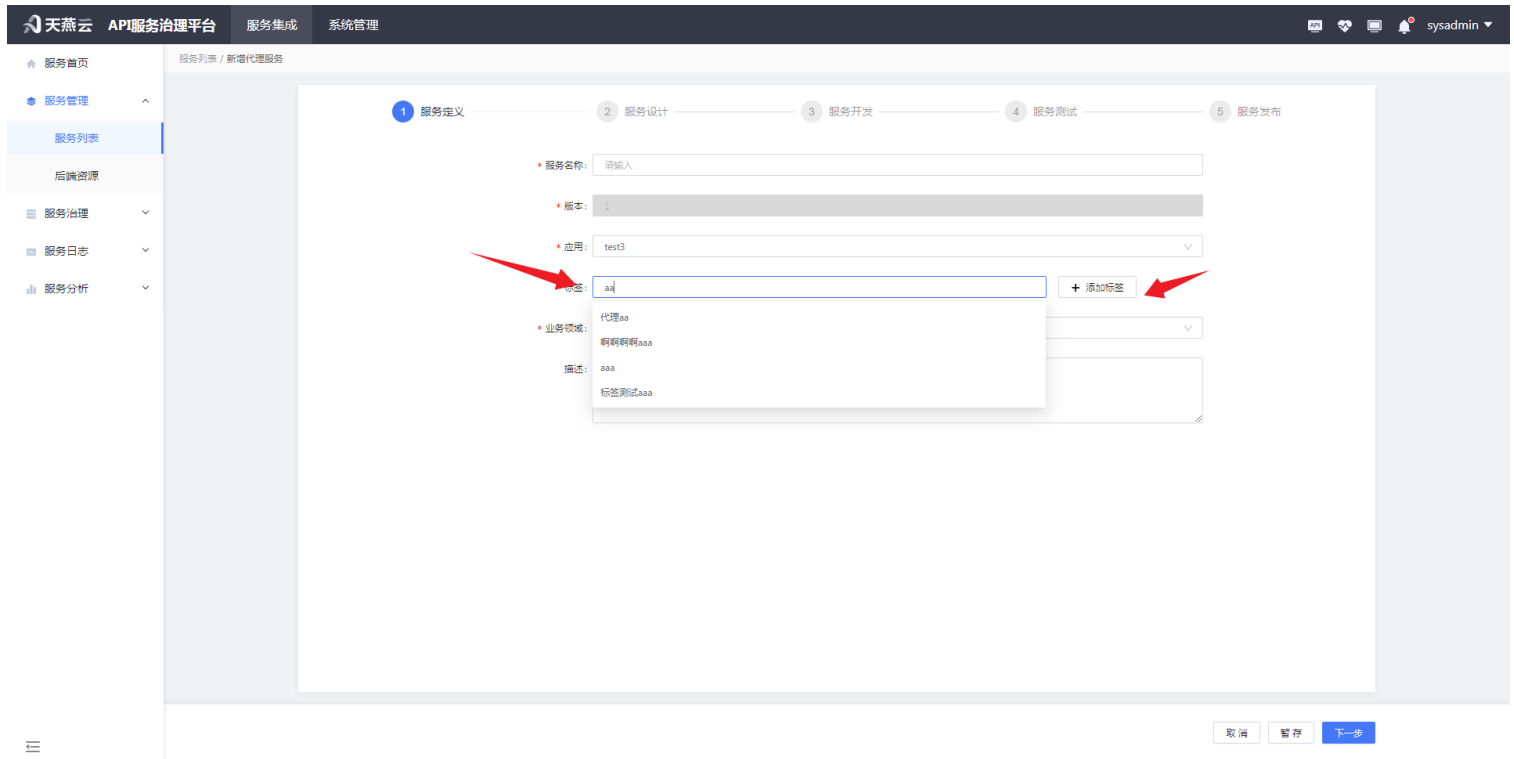 天燕云 API服务治理平台 服务集成 系统管理 API sysadmin
服务首页
服务管理
服务列表
后端资源
服务治理
服务日志
服务分析
服务列表 / 新增代理服务
1 服务定义 2 服务设计 3 服务开发 4 服务测试 5 服务发布
* 服务名称: 请输入
* 版本: 1
* 应用: test3
标签: aa + 添加标签
代理aa
啊啊啊啊aaa
aaa
标签测试aaa
* 业务领域:
描述:
取消 暂存 下一步